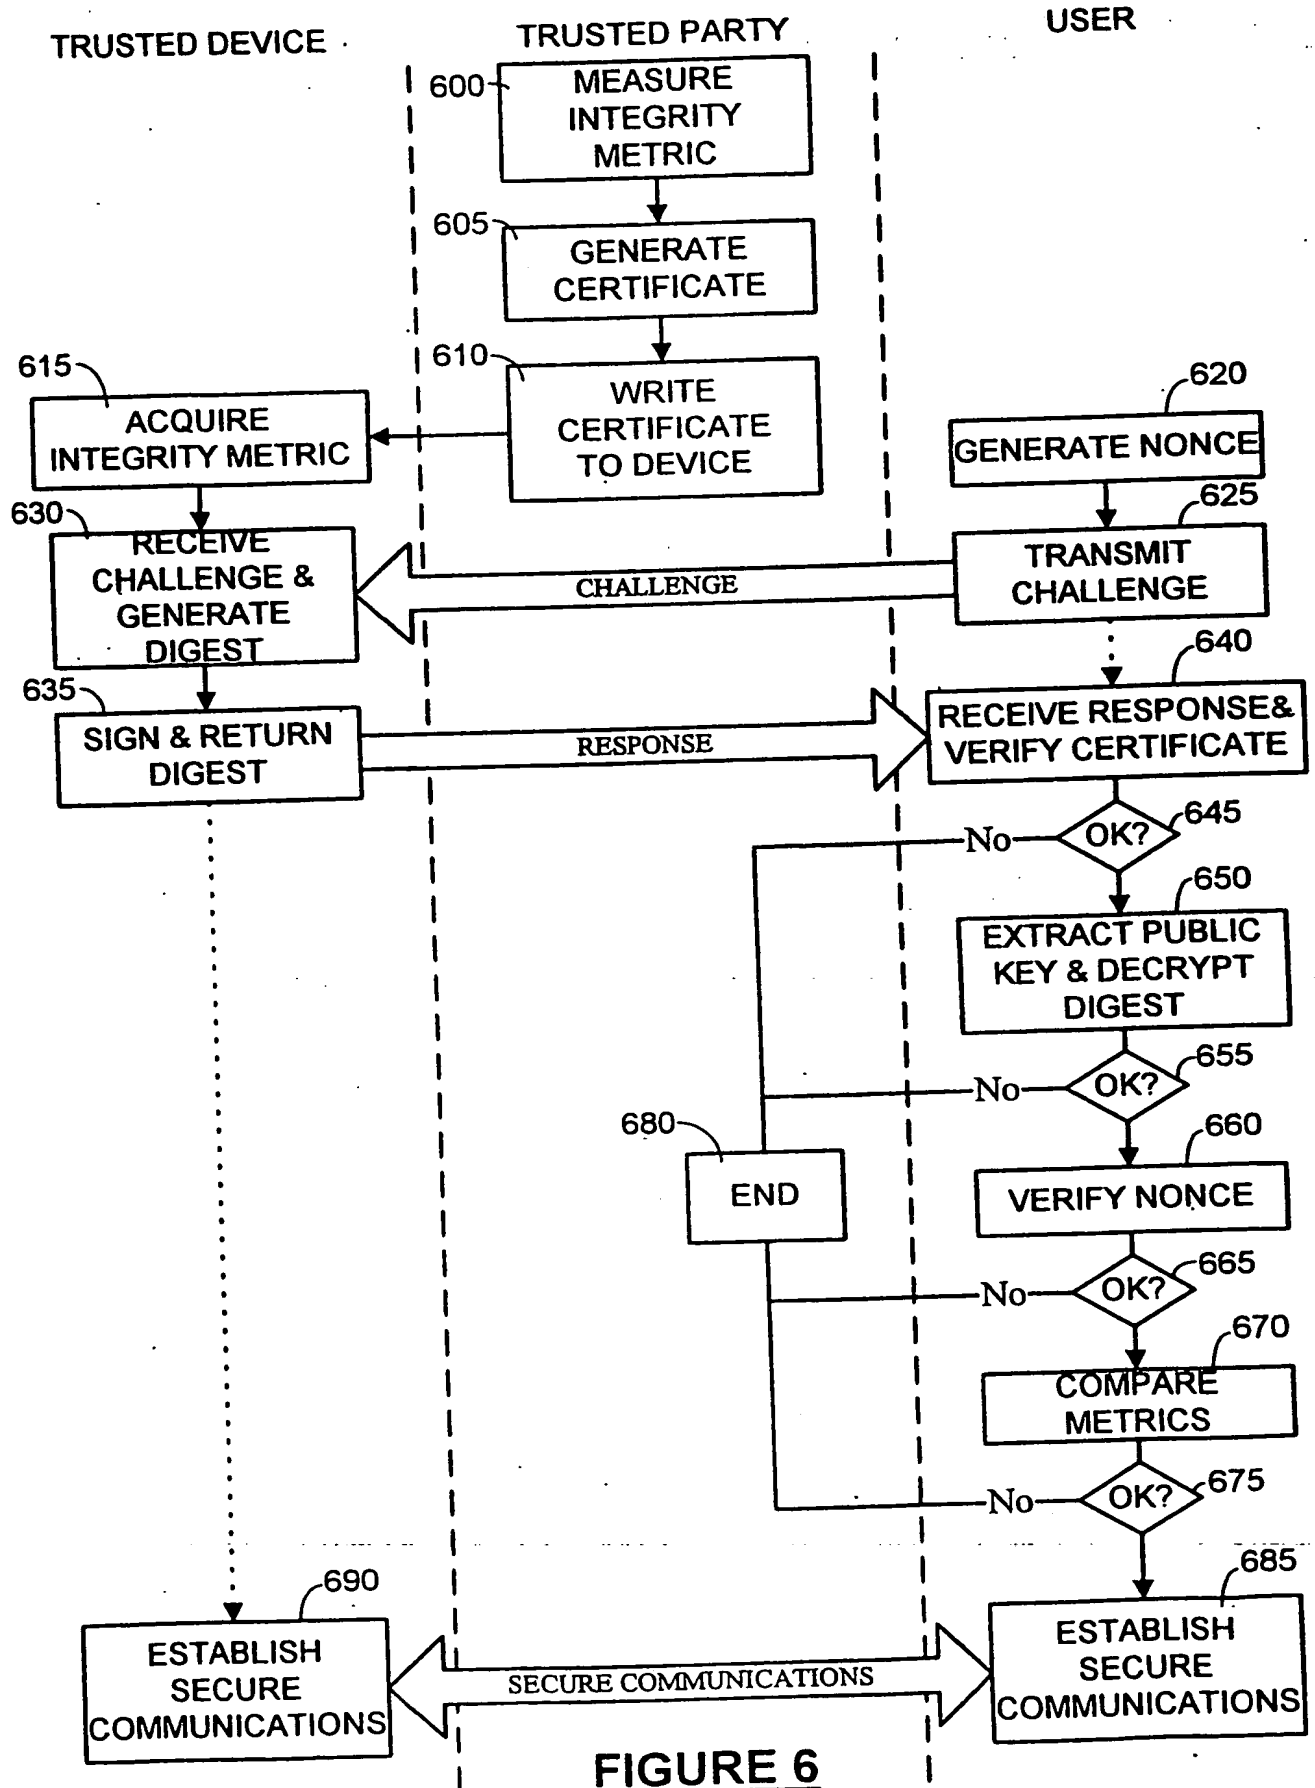 TRUSTED DEVICE
TRUSTED PARTY
USER
600
MEASURE
INTEGRITY
METRIC
605
GENERATE
CERTIFICATE
610
WRITE
CERTIFICATE
TO DEVICE
615
ACQUIRE
INTEGRITY METRIC
620
GENERATE NONCE
625
TRANSMIT
CHALLENGE
CHALLENGE
630
RECEIVE
CHALLENGE &
GENERATE
DIGEST
635
SIGN & RETURN
DIGEST
RESPONSE
640
RECEIVE RESPONSE&
VERIFY CERTIFICATE
645
OK?
No
650
EXTRACT PUBLIC
KEY & DECRYPT
DIGEST
655
OK?
No
680
END
660
VERIFY NONCE
665
OK?
No
670
COMPARE
METRICS
675
OK?
No
685
ESTABLISH
SECURE
COMMUNICATIONS
690
ESTABLISH
SECURE
COMMUNICATIONS
SECURE COMMUNICATIONS
FIGURE 6